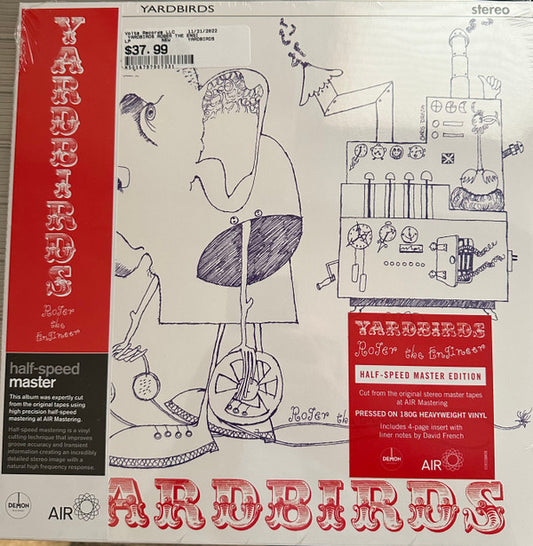 YARDBIRDS
stereo
Volta Records LLC 11/21/2022
YARDBIRDS ROGER THE ENGI
LP NEW YARDBIRDS
$37.99
YARDBIRDS
Roger
the
Engineer
half-speed
master
This album was expertly cut
from the original tapes using
high precision half-speed
mastering at AIR Mastering.
Half-speed mastering is a vinyl
cutting technique that improves
groove accuracy and transient
information creating an incredibly
detailed stereo image with a
natural high frequency response.
DEMON
RECORDS
AIR
YARDBIRDS
Roger the Engineer
HALF-SPEED MASTER EDITION
Cut from the original stereo master tapes
at AIR Mastering
PRESSED ON 180G HEAVYWEIGHT VINYL
Includes 4-page insert with
liner notes by David French
DEMON
RECORDS
AIR
Roger the
ARDBIRDS